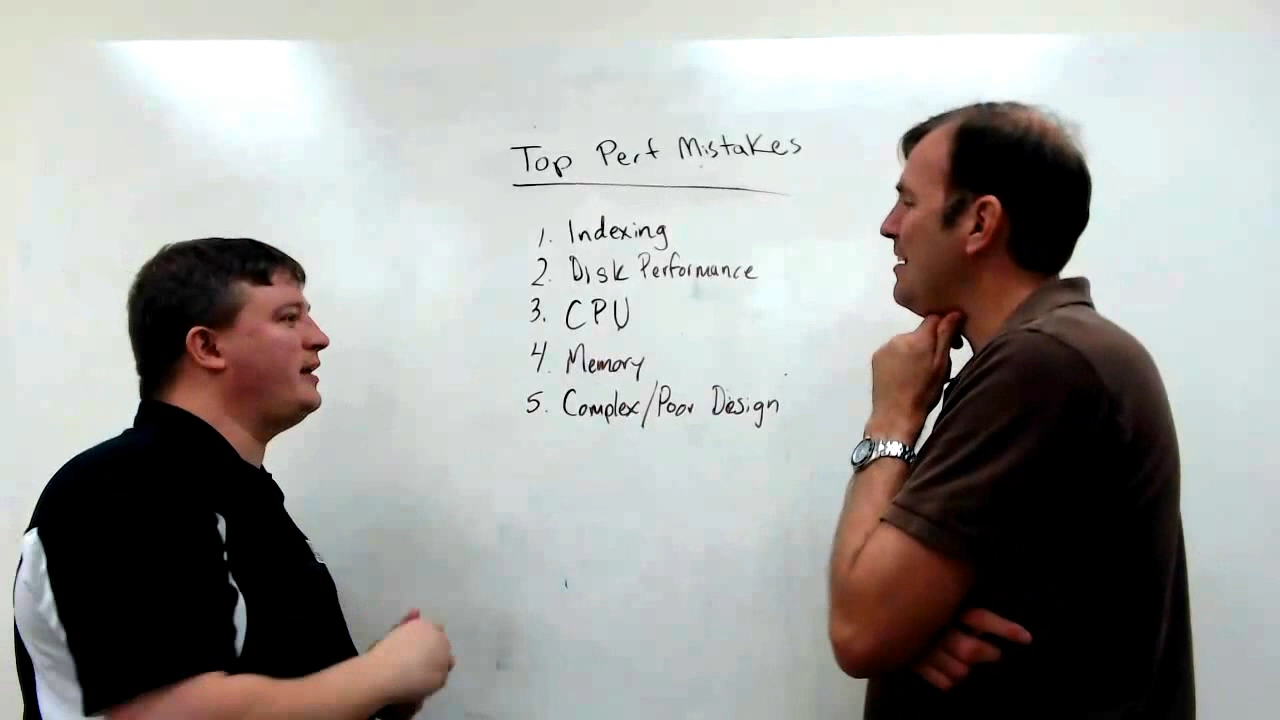 Top Perf Mistakes
1. Indexing
2. Disk Performance
3. CPU
4. Memory
5. Complex/Poor Design